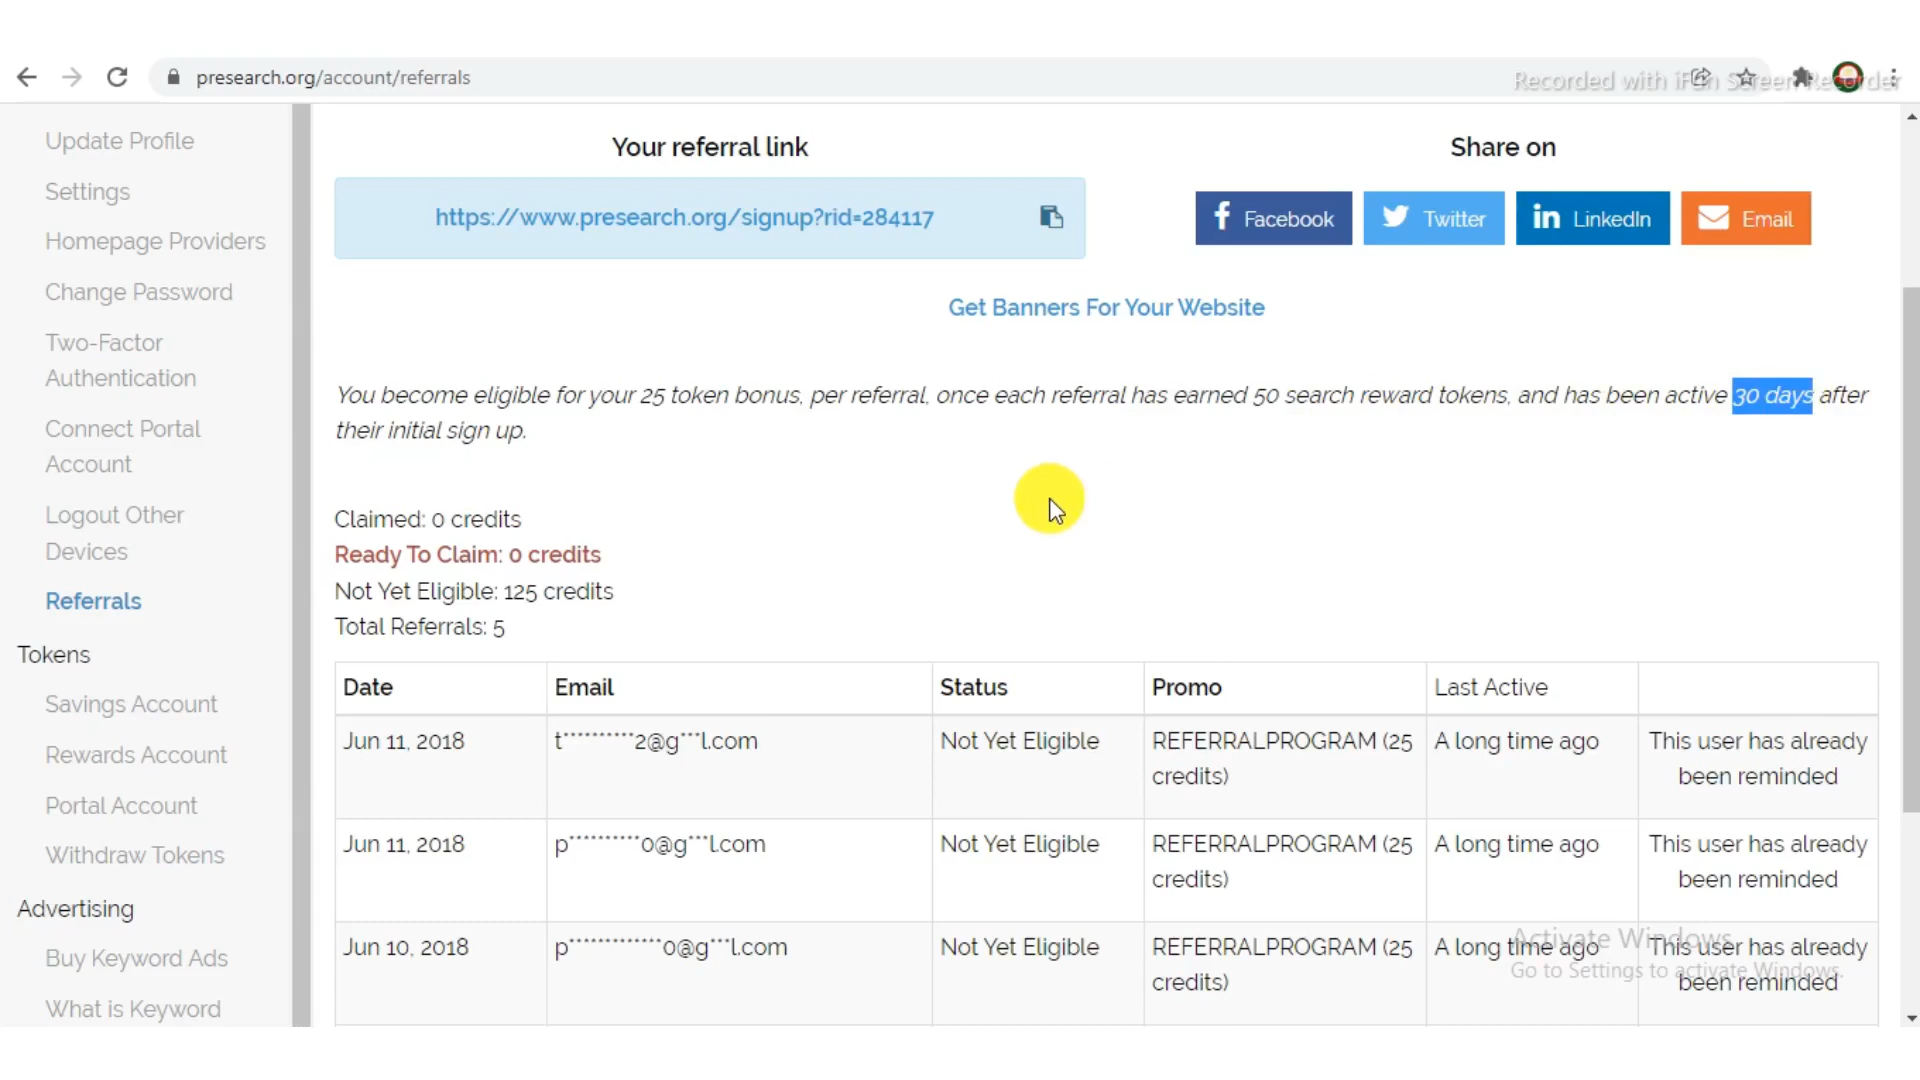 presearch.org/account/referrals
Recorded with iFun Screen Recorder
Update Profile
Settings
Homepage Providers
Change Password
Two-Factor
Authentication
Connect Portal
Account
Logout Other
Devices
Referrals
Tokens
Savings Account
Rewards Account
Portal Account
Withdraw Tokens
Advertising
Buy Keyword Ads
What is Keyword
Your referral link
https://www.presearch.org/signup?rid=284117
Share on
Facebook
Twitter
LinkedIn
Email
Get Banners For Your Website
You become eligible for your 25 token bonus, per referral, once each referral has earned 50 search reward tokens, and has been active 30 days after
their initial sign up.
Claimed: 0 credits
Ready To Claim: 0 credits
Not Yet Eligible: 125 credits
Total Referrals: 5
Date Email Status Promo Last Active
Jun 11, 2018 t*********2@g***l.com Not Yet Eligible REFERRALPROGRAM (25 A long time ago This user has already
credits) been reminded
Jun 11, 2018 p*********0@g***l.com Not Yet Eligible REFERRALPROGRAM (25 A long time ago This user has already
credits) been reminded
Jun 10, 2018 p************0@g***l.com Not Yet Eligible REFERRALPROGRAM (25 A long time ago This user has already
credits) been reminded
Activate Windows
Go to Settings to activate Windows.